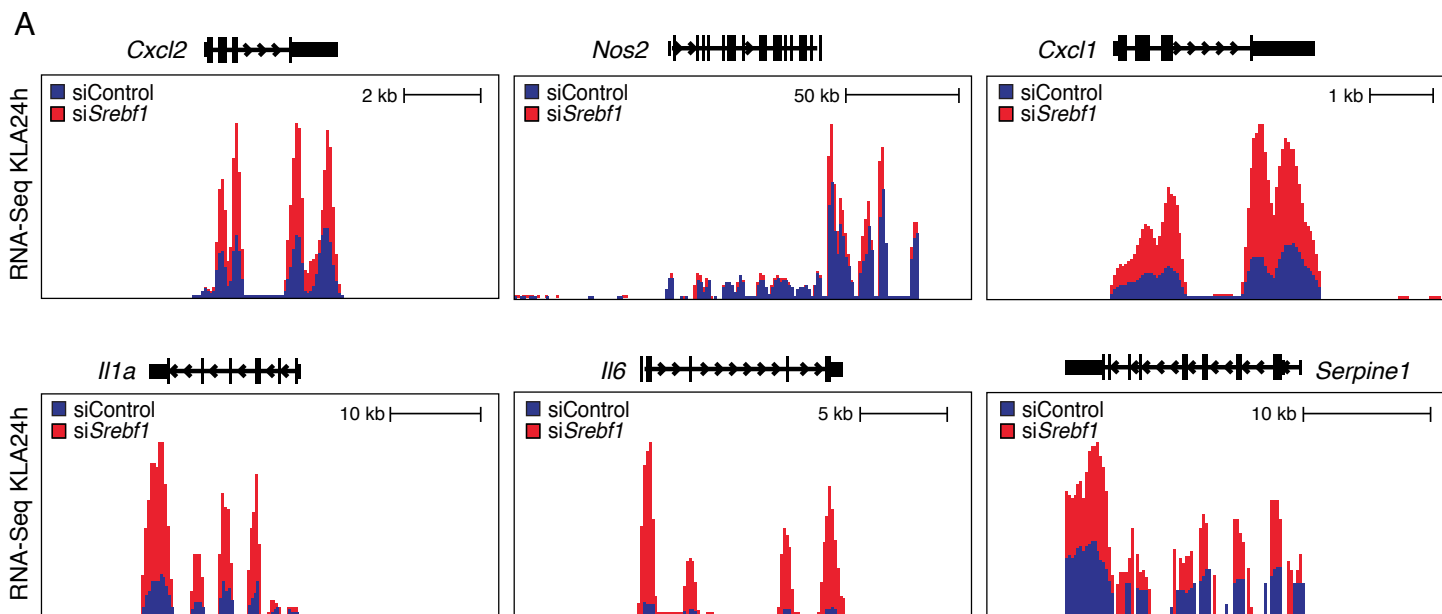 A
Cxcl2
Nos2
Cxcl1
RNA-Seq KLA24h
siControl
siSrebf1
2 kb
siControl
siSrebf1
50 kb
siControl
siSrebf1
1 kb
Il1a
Il6
Serpine1
RNA-Seq KLA24h
siControl
siSrebf1
10 kb
siControl
siSrebf1
5 kb
siControl
siSrebf1
10 kb